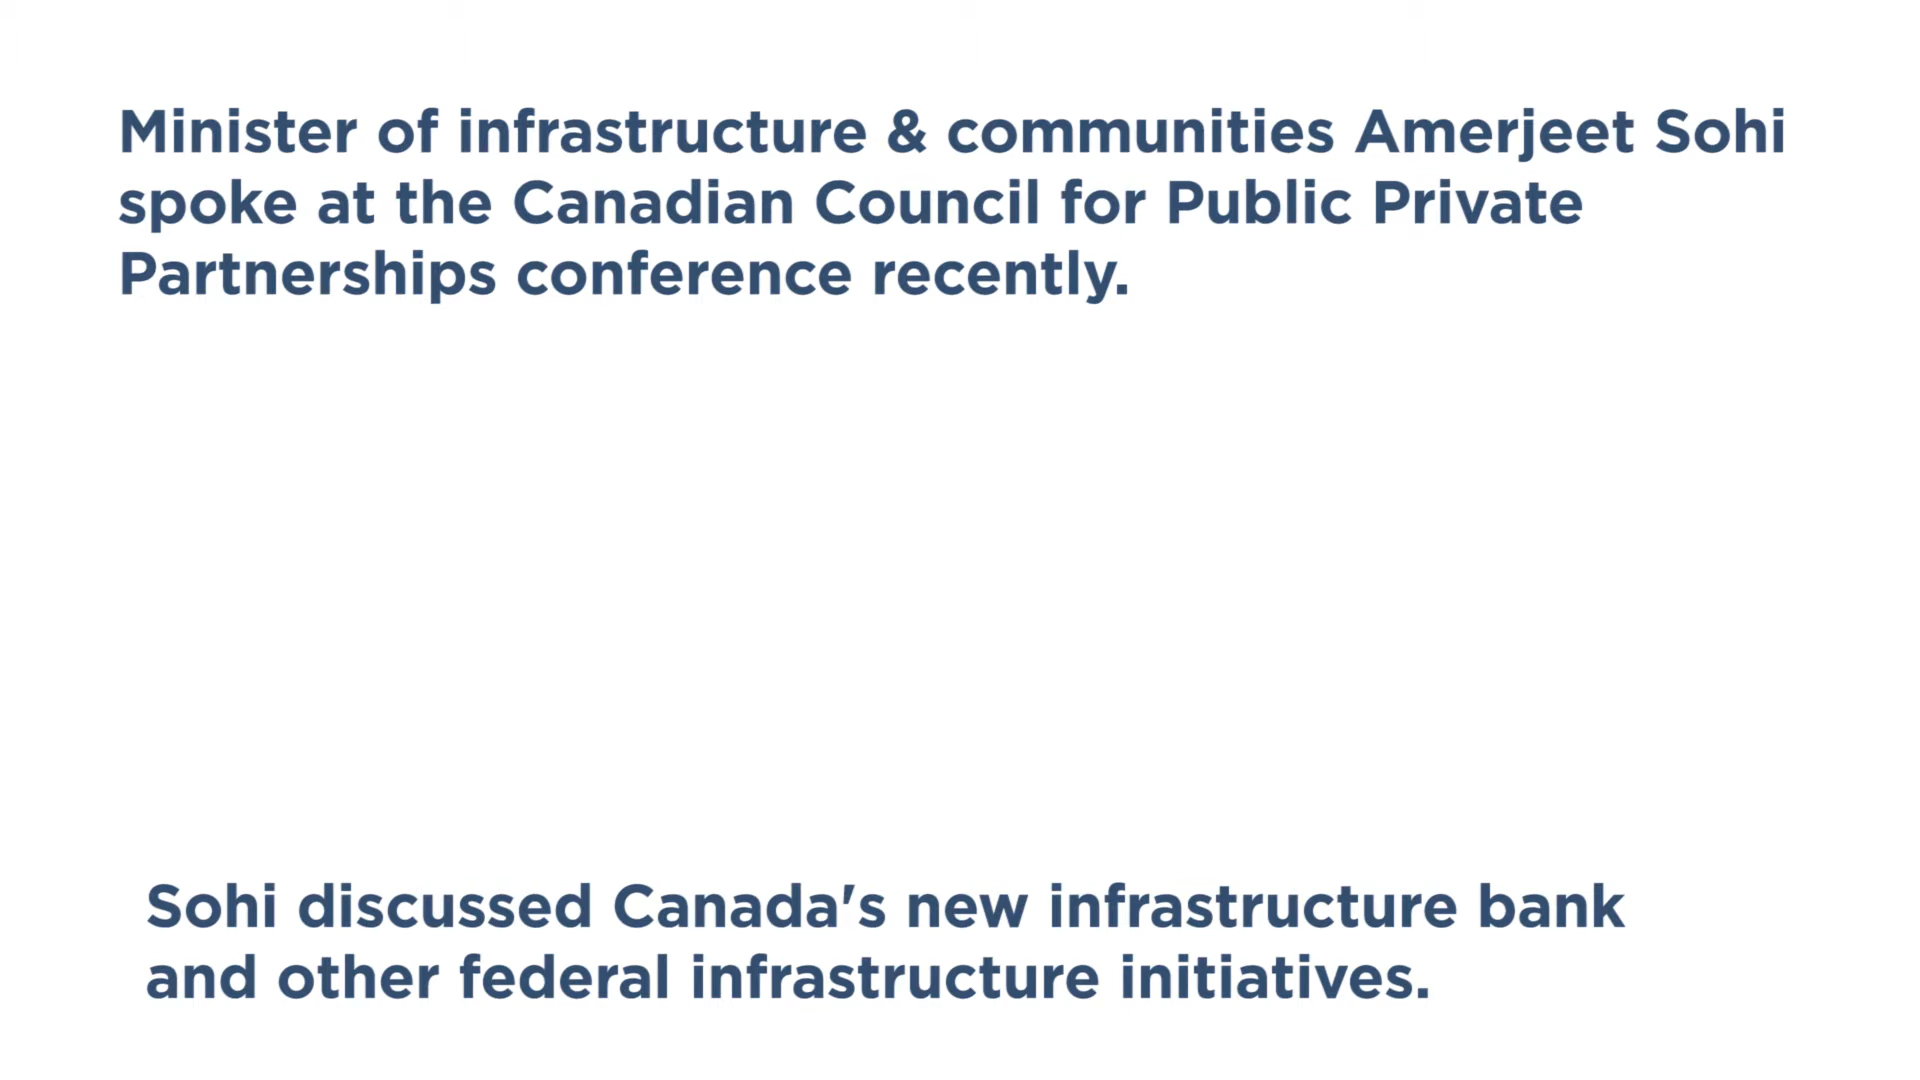 Minister of infrastructure & communities Amerjeet Sohi
spoke at the Canadian Council for Public Private
Partnerships conference recently.
Sohi discussed Canada's new infrastructure bank
and other federal infrastructure initiatives.